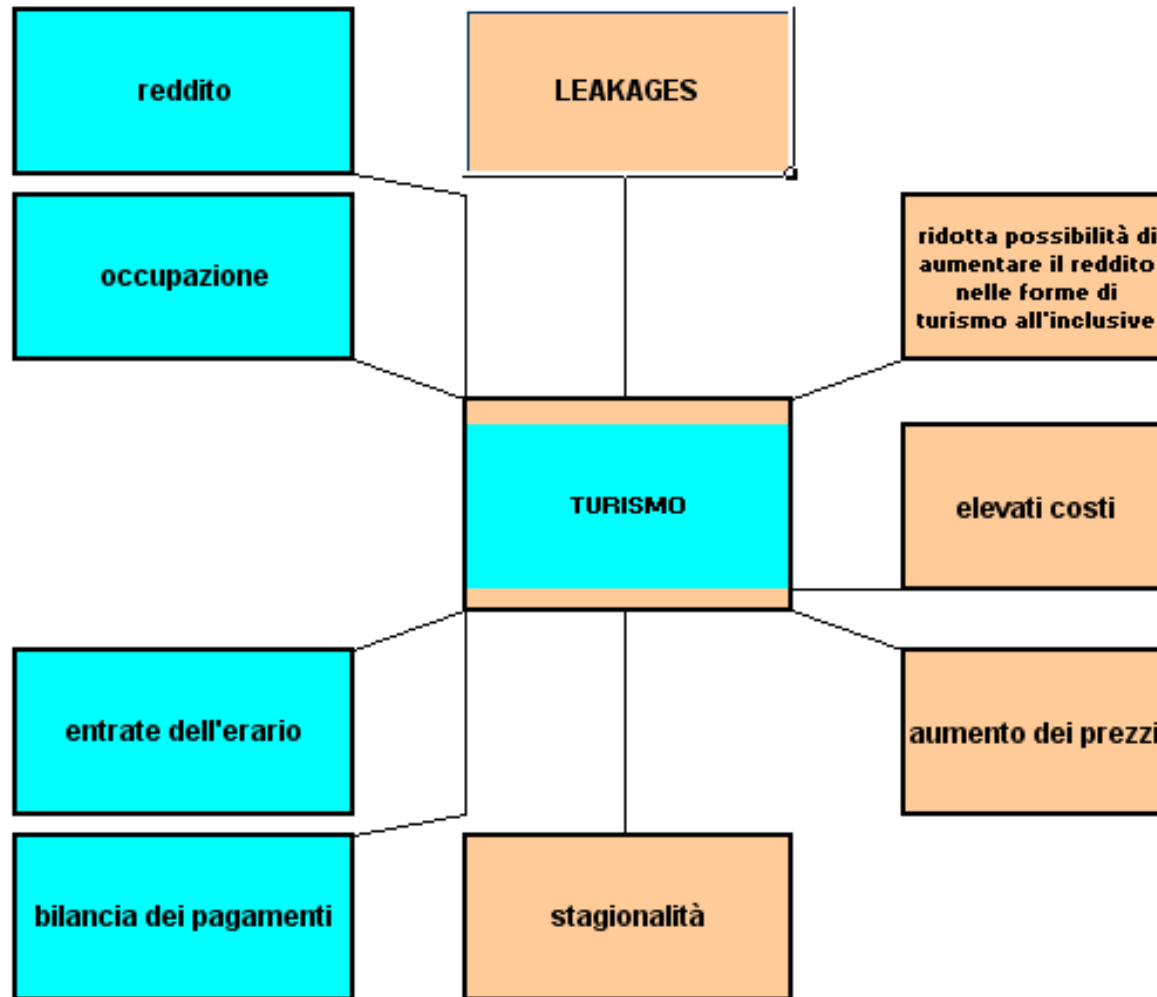 reddito
LEAKAGES
occupazione
ridotta possibilità di
aumentare il reddito
nelle forme di
turismo all'inclusive
TURISMO
elevati costi
entrate dell'erario
aumento dei prezzi
bilancia dei pagamenti
stagionalità